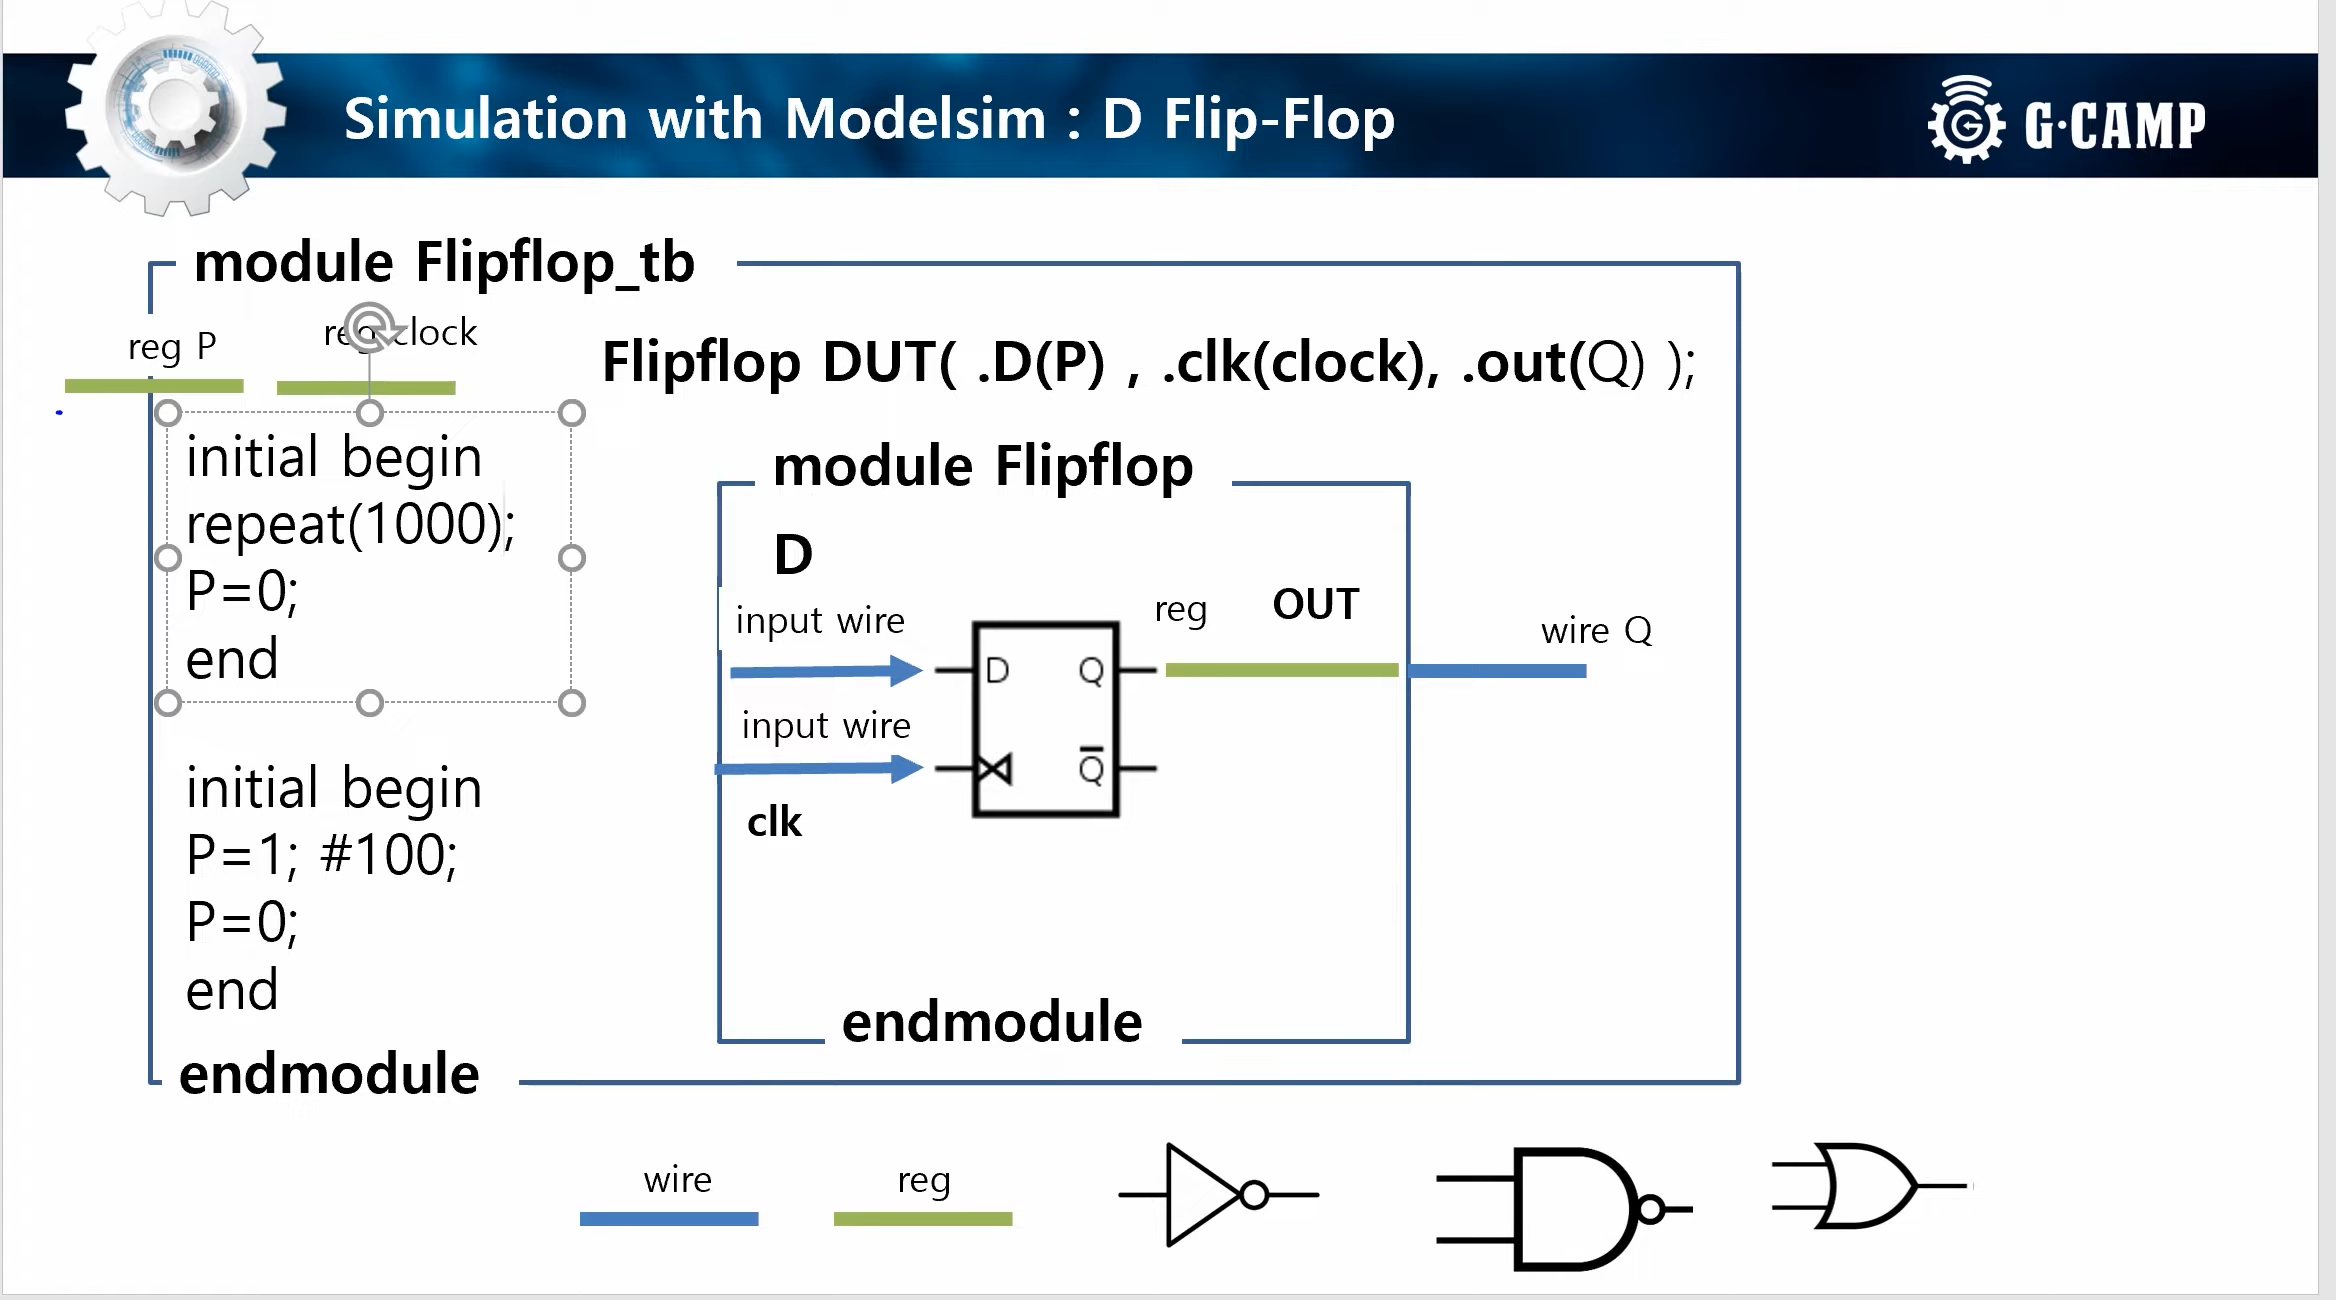 Simulation with Modelsim : D Flip-Flop
G·CAMP
module Flipflop_tb
reg P
reg clock
Flipflop DUT( .D(P) , .clk(clock), .out(Q) );
initial begin
repeat(1000);
P=0;
end
initial begin
P=1; #100;
P=0;
end
endmodule
module Flipflop
D
input wire
input wire
clk
D
Q
Q̅
reg
OUT
wire Q
endmodule
wire
reg